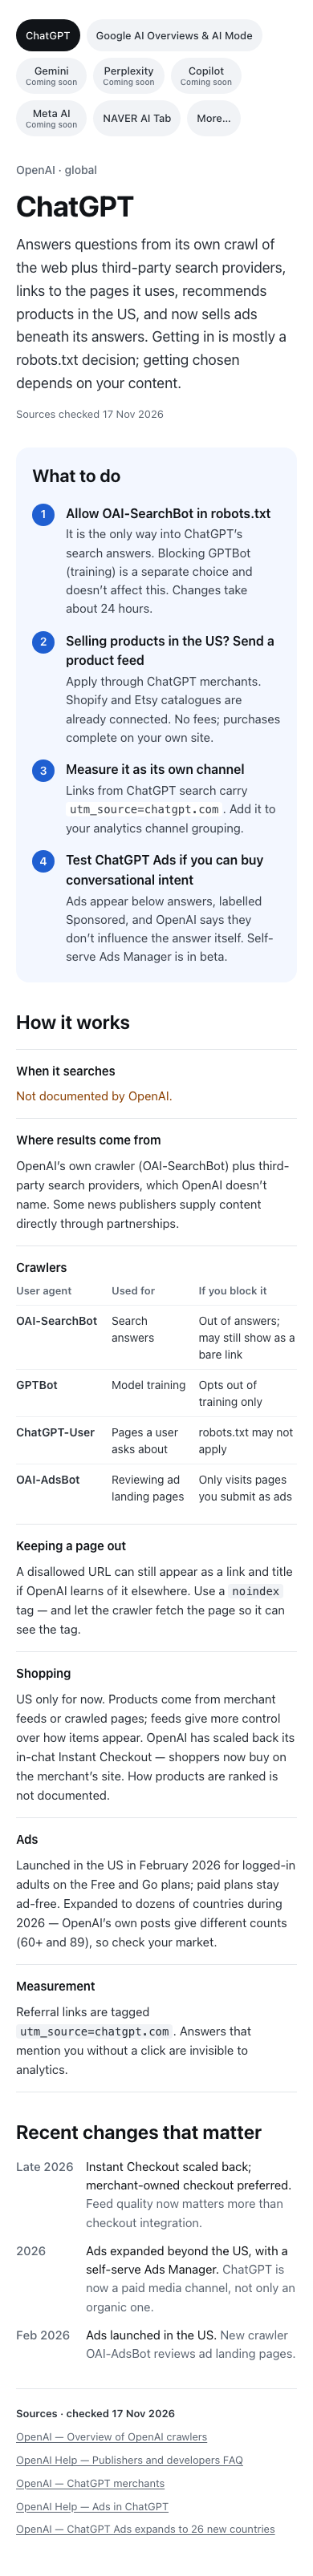 ChatGPT
Google AI Overviews & AI Mode
Gemini
Coming soon
Perplexity
Coming soon
Copilot
Coming soon
Meta AI
Coming soon
NAVER AI Tab
More...
OpenAI · global
ChatGPT
Answers questions from its own crawl of
the web plus third-party search providers,
links to the pages it uses, recommends
products in the US, and now sells ads
beneath its answers. Getting in is mostly a
robots.txt decision; getting chosen
depends on your content.
Sources checked 17 Nov 2026
What to do
1
Allow OAI-SearchBot in robots.txt
It is the only way into ChatGPT's
search answers. Blocking GPTBot
(training) is a separate choice and
doesn't affect this. Changes take
about 24 hours.
2
Selling products in the US? Send a
product feed
Apply through ChatGPT merchants.
Shopify and Etsy catalogues are
already connected. No fees; purchases
complete on your own site.
3
Measure it as its own channel
Links from ChatGPT search carry
utm_source=chatgpt.com. Add it to
your analytics channel grouping.
4
Test ChatGPT Ads if you can buy
conversational intent
Ads appear below answers, labelled
Sponsored, and OpenAI says they
don't influence the answer itself. Self-
serve Ads Manager is in beta.
How it works
When it searches
Not documented by OpenAI.
Where results come from
OpenAI's own crawler (OAI-SearchBot) plus third-
party search providers, which OpenAI doesn't
name. Some news publishers supply content
directly through partnerships.
Crawlers
User agent Used for If you block it
OAI-SearchBot Search answers Out of answers; may still show as a bare link
GPTBot Model training Opts out of training only
ChatGPT-User Pages a user asks about robots.txt may not apply
OAI-AdsBot Reviewing ad landing pages Only visits pages you submit as ads
Keeping a page out
A disallowed URL can still appear as a link and title
if OpenAI learns of it elsewhere. Use a noindex
tag — and let the crawler fetch the page so it can
see the tag.
Shopping
US only for now. Products come from merchant
feeds or crawled pages; feeds give more control
over how items appear. OpenAI has scaled back its
in-chat Instant Checkout — shoppers now buy on
the merchant's site. How products are ranked is
not documented.
Ads
Launched in the US in February 2026 for logged-in
adults on the Free and Go plans; paid plans stay
ad-free. Expanded to dozens of countries during
2026 — OpenAI's own posts give different counts
(60+ and 89), so check your market.
Measurement
Referral links are tagged
utm_source=chatgpt.com. Answers that
mention you without a click are invisible to
analytics.
Recent changes that matter
Late 2026
Instant Checkout scaled back;
merchant-owned checkout preferred.
Feed quality now matters more than
checkout integration.
2026
Ads expanded beyond the US, with a
self-serve Ads Manager. ChatGPT is
now a paid media channel, not only an
organic one.
Feb 2026
Ads launched in the US. New crawler
OAI-AdsBot reviews ad landing pages.
Sources · checked 17 Nov 2026
OpenAI — Overview of OpenAI crawlers
OpenAI Help — Publishers and developers FAQ
OpenAI — ChatGPT merchants
OpenAI Help — Ads in ChatGPT
OpenAI — ChatGPT Ads expands to 26 new countries